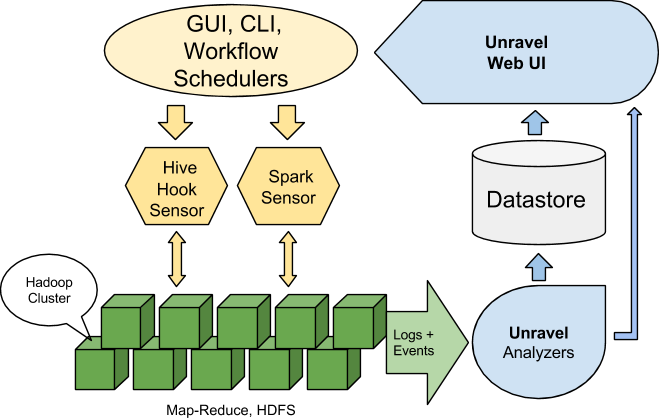 GUI, CLI,
Workflow
Schedulers
Unravel
Web UI
Hive
Hook
Sensor
Spark
Sensor
Datastore
Hadoop
Cluster
Logs +
Events
Unravel
Analyzers
Map-Reduce, HDFS